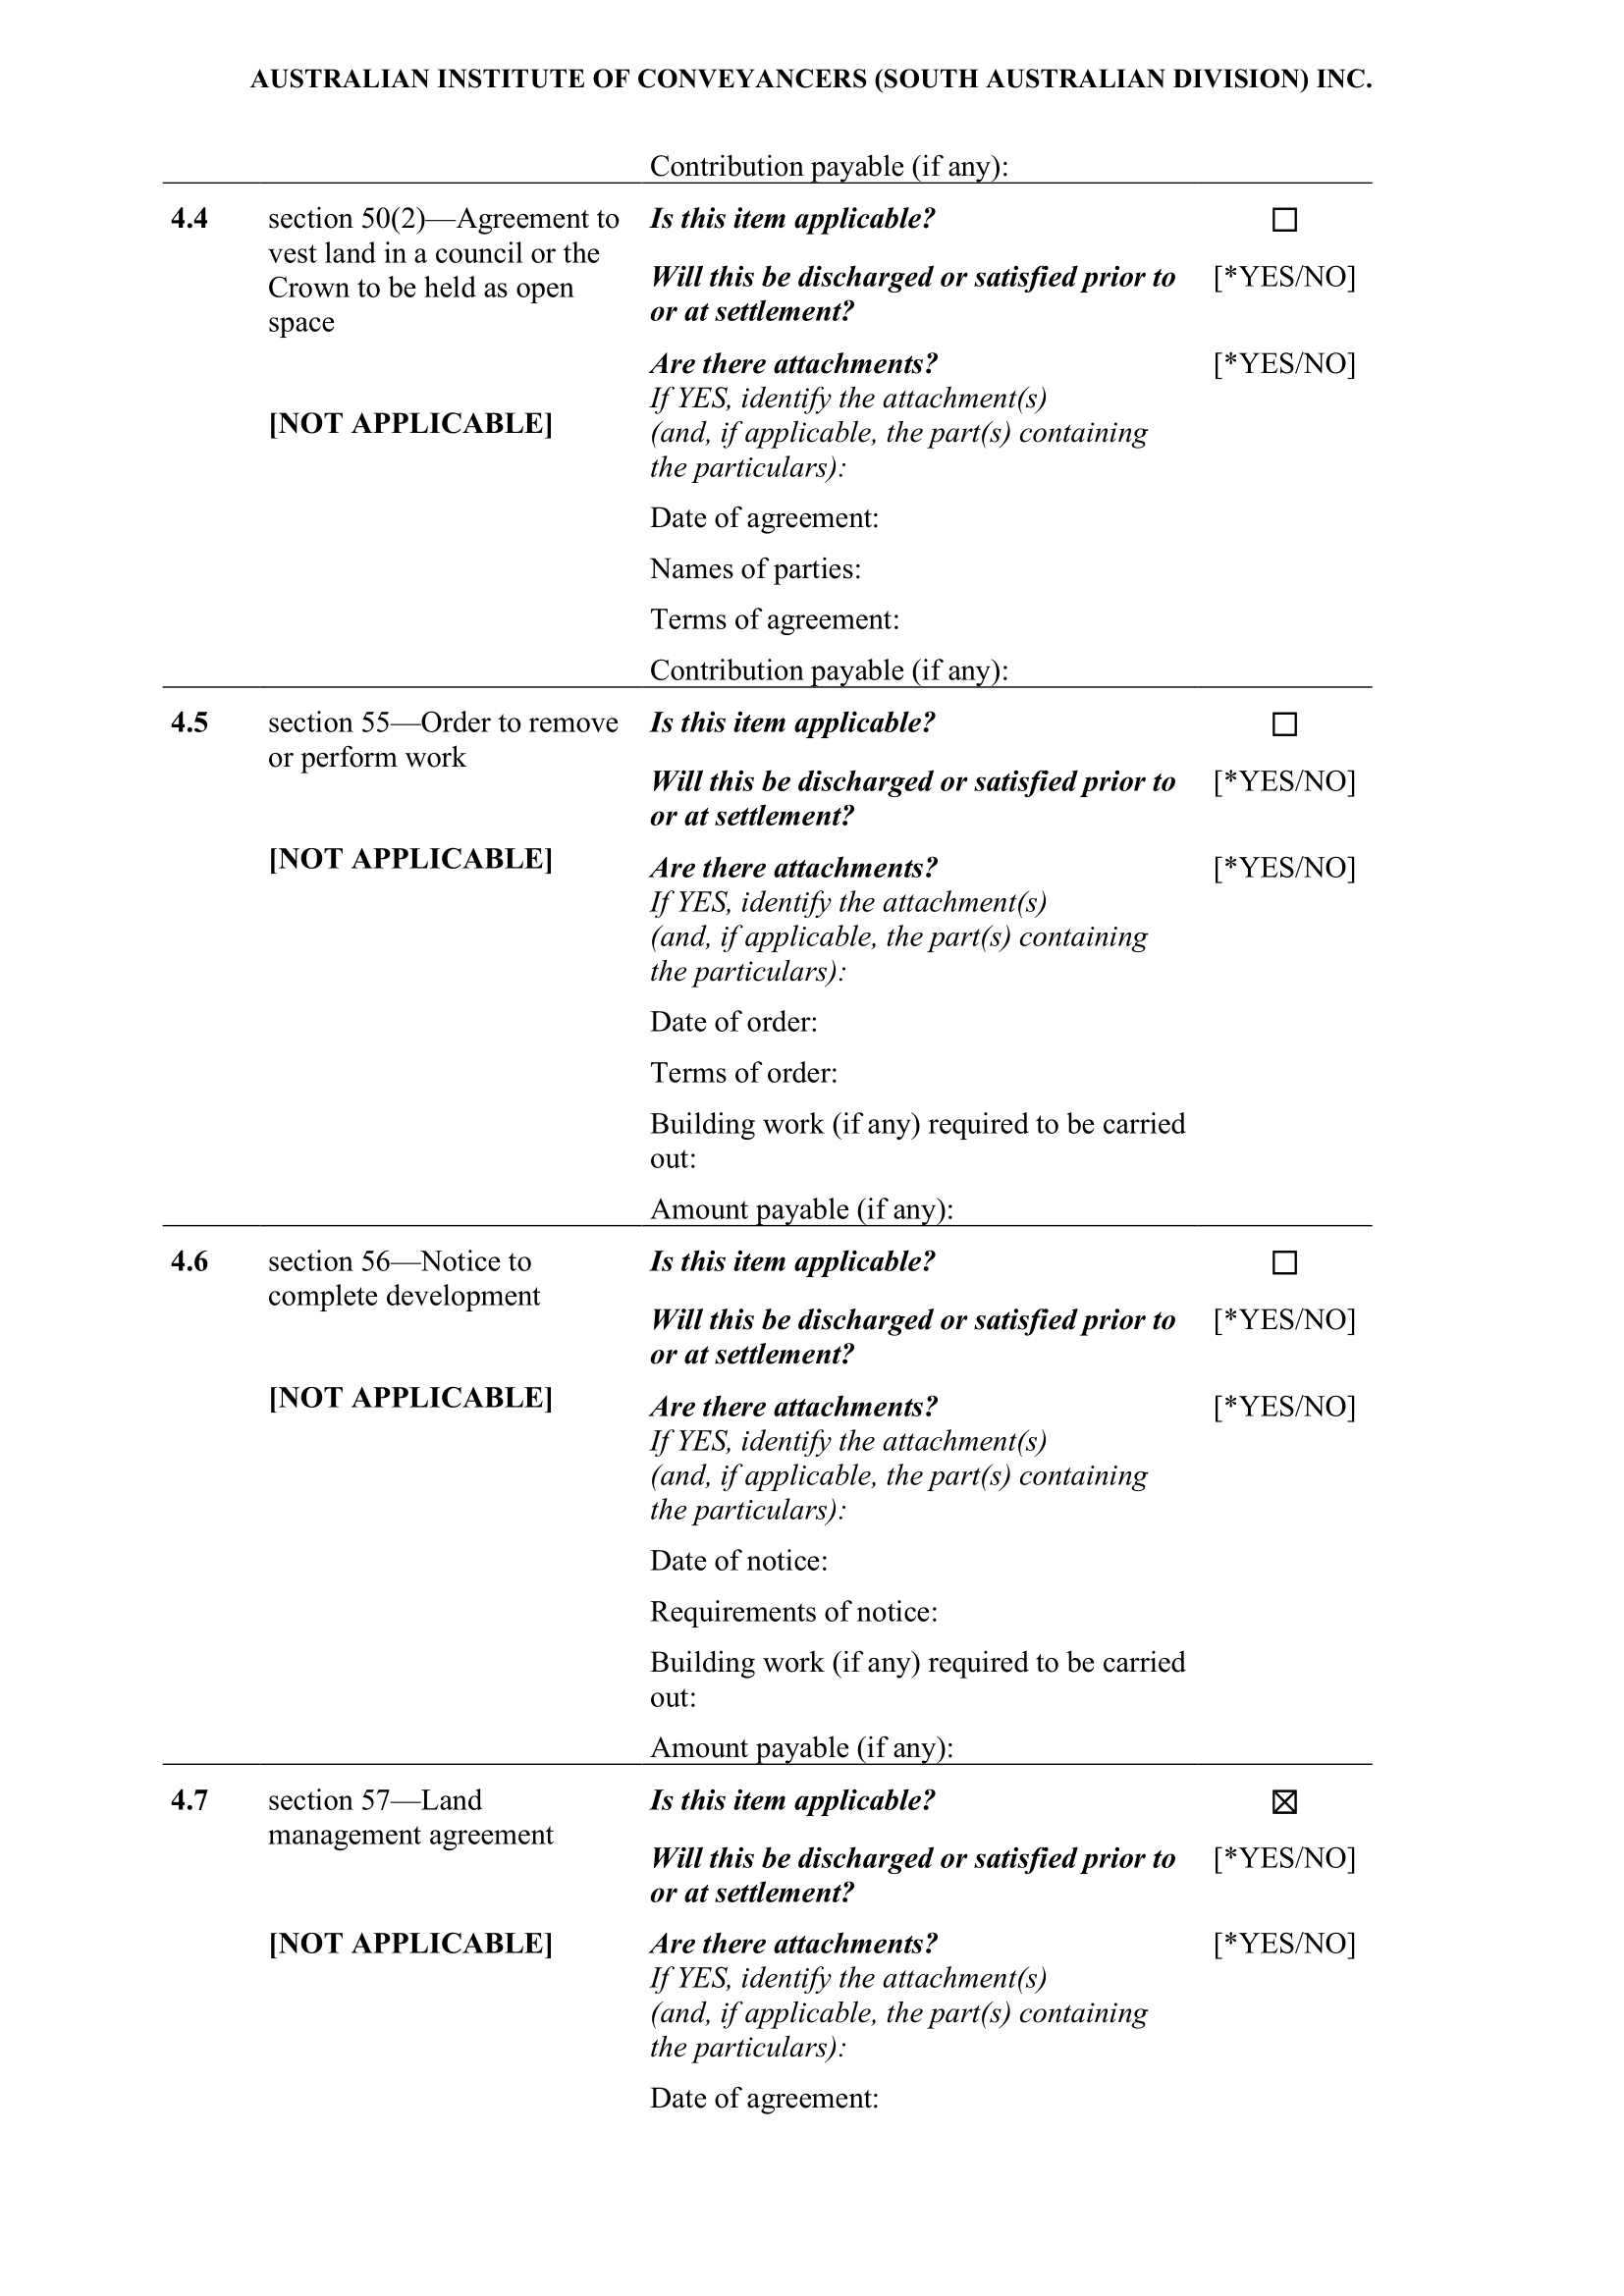 AUSTRALIAN INSTITUTE OF CONVEYANCERS (SOUTH AUSTRALIAN DIVISION) INC.
Contribution payable (if any):
4.4 section 50(2)—Agreement to vest land in a council or the Crown to be held as open space
[NOT APPLICABLE]
Is this item applicable? ☐
Will this be discharged or satisfied prior to or at settlement? [*YES/NO]
Are there attachments? [*YES/NO]
If YES, identify the attachment(s)
(and, if applicable, the part(s) containing
the particulars):
Date of agreement:
Names of parties:
Terms of agreement:
Contribution payable (if any):
4.5 section 55—Order to remove or perform work
[NOT APPLICABLE]
Is this item applicable? ☐
Will this be discharged or satisfied prior to or at settlement? [*YES/NO]
Are there attachments? [*YES/NO]
If YES, identify the attachment(s)
(and, if applicable, the part(s) containing
the particulars):
Date of order:
Terms of order:
Building work (if any) required to be carried
out:
Amount payable (if any):
4.6 section 56—Notice to complete development
[NOT APPLICABLE]
Is this item applicable? ☐
Will this be discharged or satisfied prior to or at settlement? [*YES/NO]
Are there attachments? [*YES/NO]
If YES, identify the attachment(s)
(and, if applicable, the part(s) containing
the particulars):
Date of notice:
Requirements of notice:
Building work (if any) required to be carried
out:
Amount payable (if any):
4.7 section 57—Land management agreement
[NOT APPLICABLE]
Is this item applicable? ☒
Will this be discharged or satisfied prior to or at settlement? [*YES/NO]
Are there attachments? [*YES/NO]
If YES, identify the attachment(s)
(and, if applicable, the part(s) containing
the particulars):
Date of agreement: